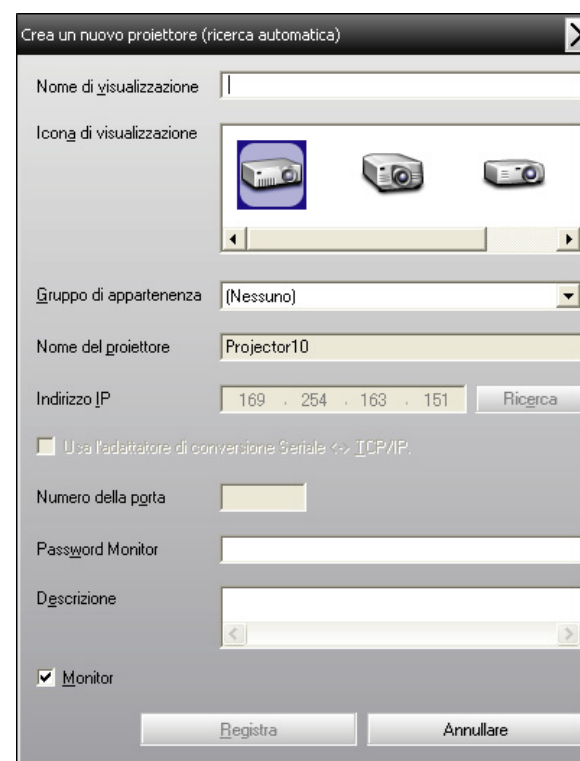 Crea un nuovo proiettore (ricerca automatica)
Nome di visualizzazione
Icona di visualizzazione
Gruppo di appartenenza (Nessuno)
Nome del proiettore Projector10
Indirizzo IP 169 . 254 . 163 . 151 Ricerca
Usa l'adattatore di conversione Seriale <-> TCP/IP.
Numero della porta
Password Monitor
Descrizione
Monitor
Registra Annullare